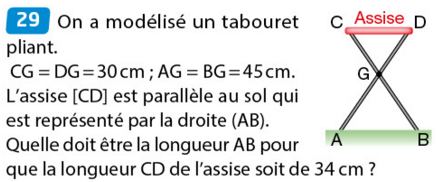 29 On a modélisé un tabouret
pliant.
CG = DG = 30 cm ; AG = BG = 45 cm.
L'assise [CD] est parallèle au sol qui
est représenté par la droite (AB).
Quelle doit être la longueur AB pour
que la longueur CD de l'assise soit de 34 cm ?
C Assise D
G
A B